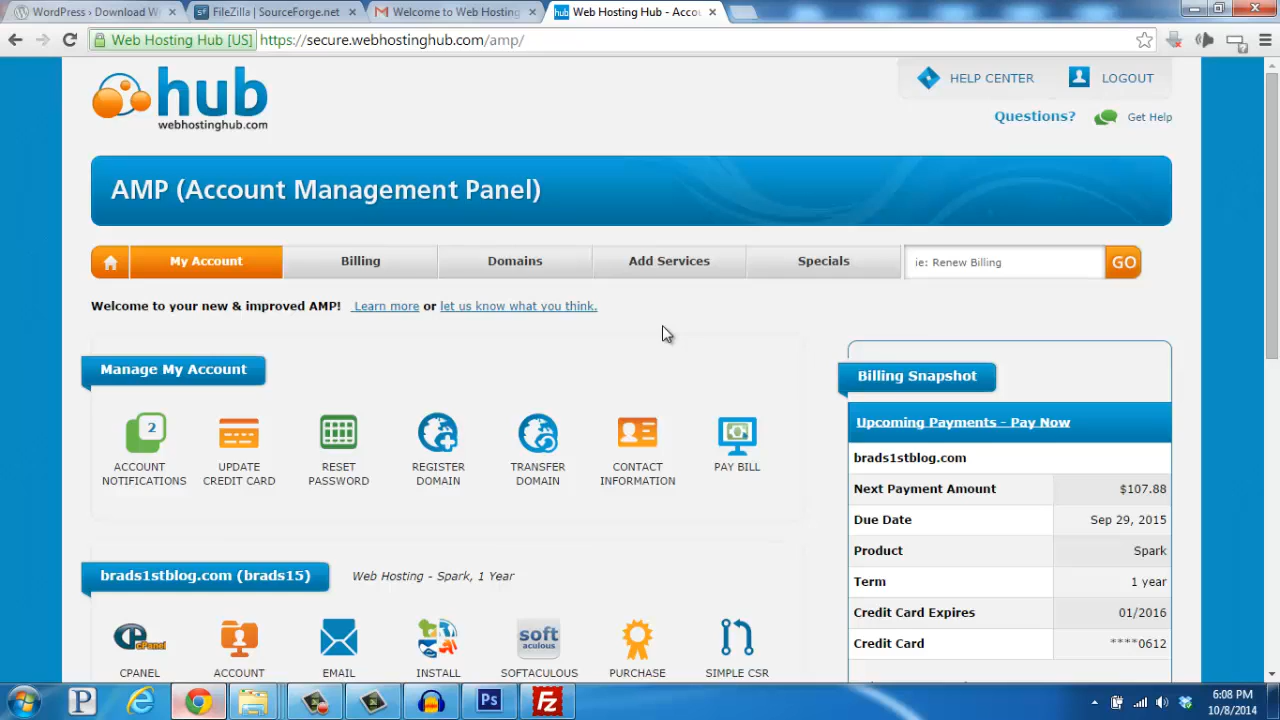 WordPress › Download W
FileZilla | SourceForge.net
Welcome to Web Hosting
Web Hosting Hub - Acco
Web Hosting Hub [US]
https://secure.webhostinghub.com/amp/
hub
webhostinghub.com
HELP CENTER
LOGOUT
Questions?
Get Help
AMP (Account Management Panel)
My Account
Billing
Domains
Add Services
Specials
ie: Renew Billing
GO
Welcome to your new & improved AMP! Learn more or let us know what you think.
Manage My Account
2
ACCOUNT
NOTIFICATIONS
UPDATE
CREDIT CARD
RESET
PASSWORD
REGISTER
DOMAIN
TRANSFER
DOMAIN
CONTACT
INFORMATION
PAY BILL
Billing Snapshot
Upcoming Payments - Pay Now
brads1stblog.com
Next Payment Amount $107.88
Due Date Sep 29, 2015
Product Spark
Term 1 year
Credit Card Expires 01/2016
Credit Card ****0612
brads1stblog.com (brads15)
Web Hosting - Spark, 1 Year
cPanel
soft
aculous
CPANEL
ACCOUNT
EMAIL
INSTALL
SOFTACULOUS
PURCHASE
SIMPLE CSR
P
Ps
Fz
6:08 PM
10/8/2014